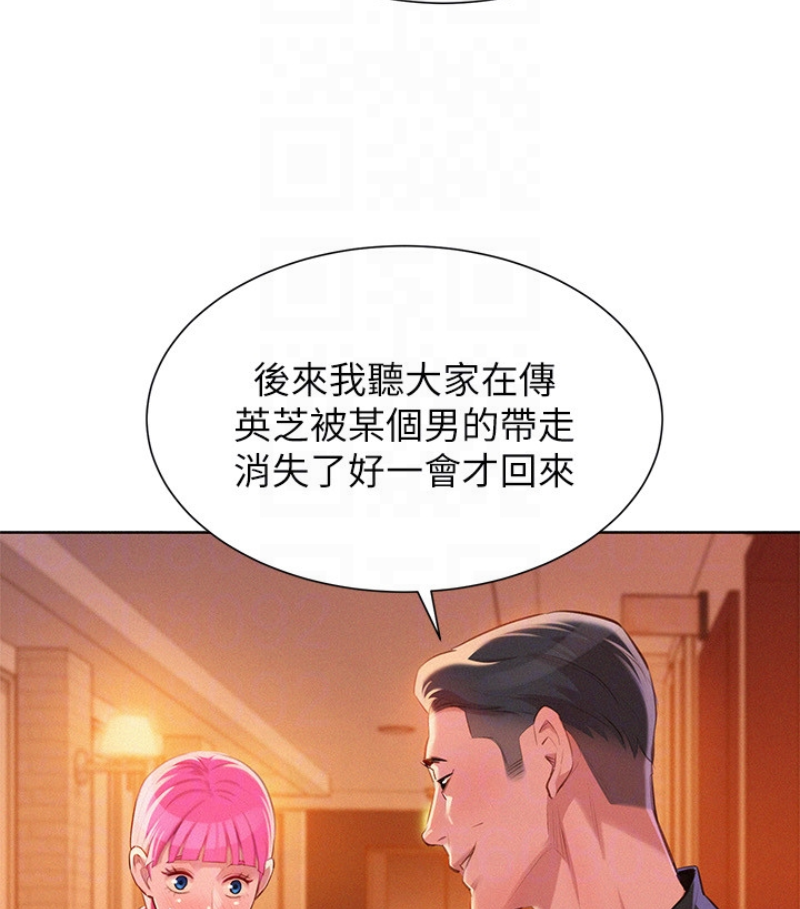 後來我聽大家在傳
英芝被某個男的帶走
消失了好一會才回來